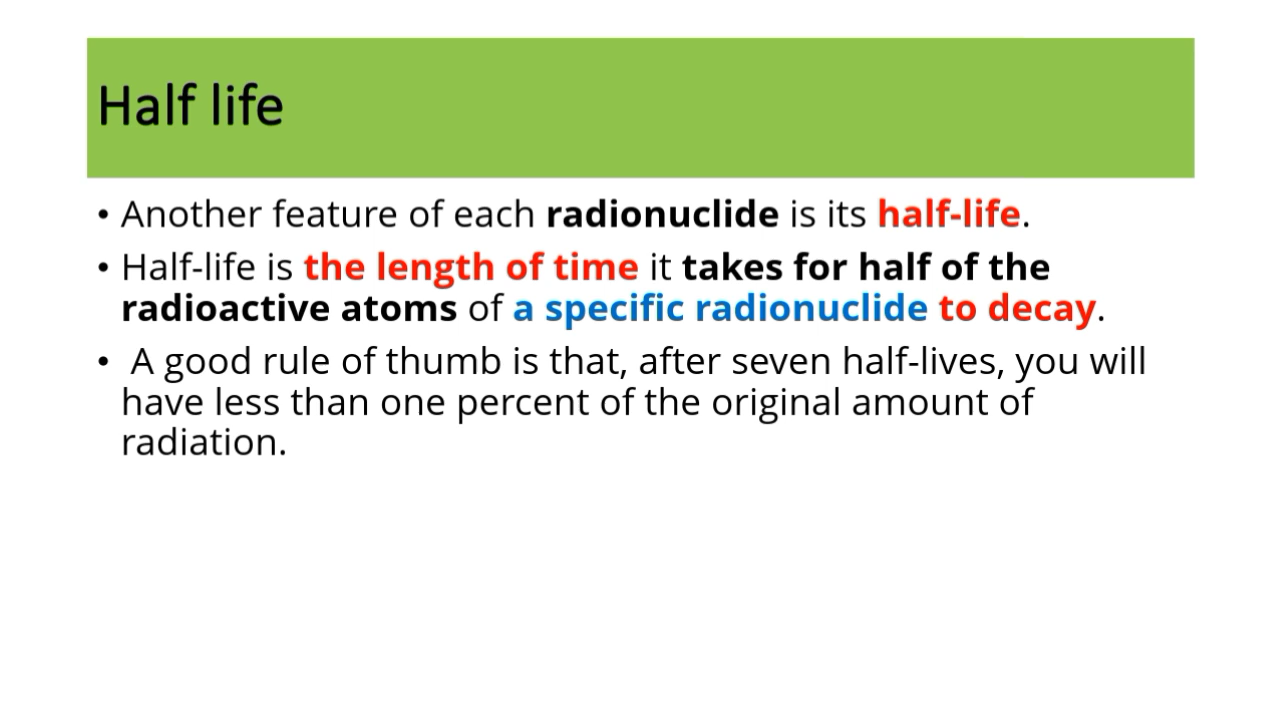 Half life
• Another feature of each radionuclide is its half-life.
• Half-life is the length of time it takes for half of the
radioactive atoms of a specific radionuclide to decay.
• A good rule of thumb is that, after seven half-lives, you will
have less than one percent of the original amount of
radiation.